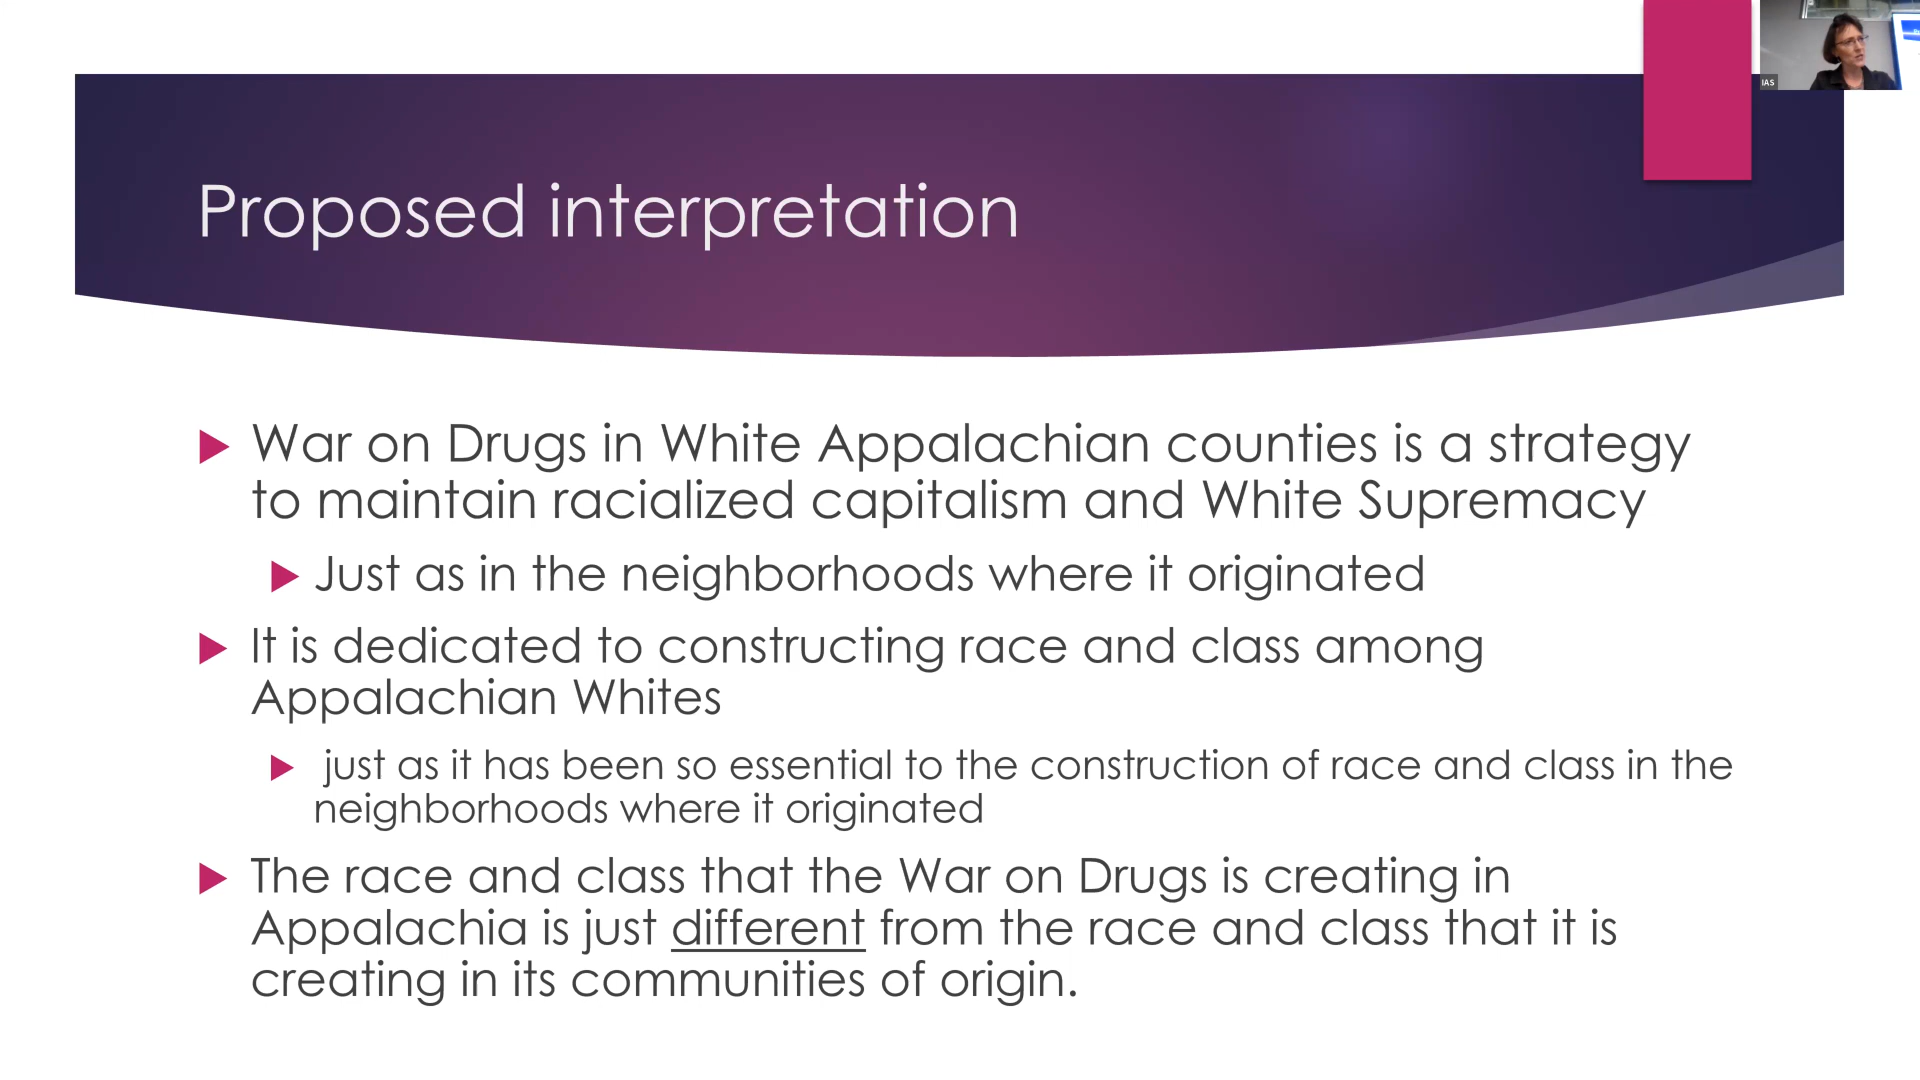 IAS
Proposed interpretation
War on Drugs in White Appalachian counties is a strategy
to maintain racialized capitalism and White Supremacy
Just as in the neighborhoods where it originated
It is dedicated to constructing race and class among
Appalachian Whites
just as it has been so essential to the construction of race and class in the
neighborhoods where it originated
The race and class that the War on Drugs is creating in
Appalachia is just different from the race and class that it is
creating in its communities of origin.